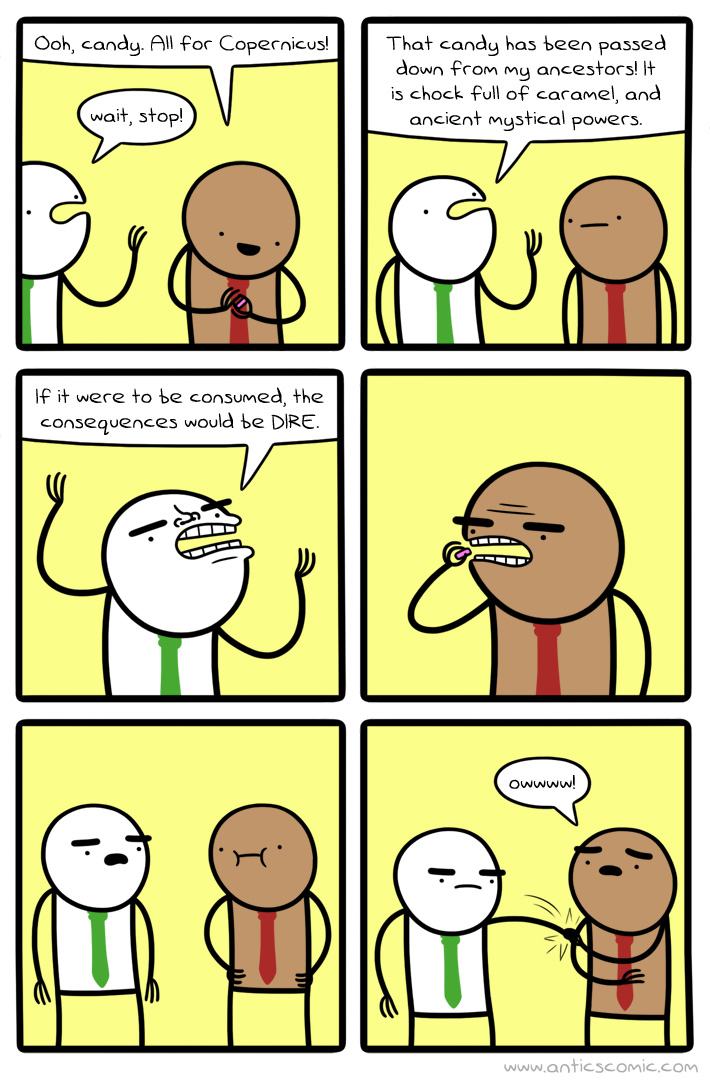 Ooh, candy. All for Copernicus!
wait, stop!
That candy has been passed
down from my ancestors! It
is chock full of caramel, and
ancient mystical powers.
If it were to be consumed, the
consequences would be DIRE.
owwww!
www.anticscomic.com